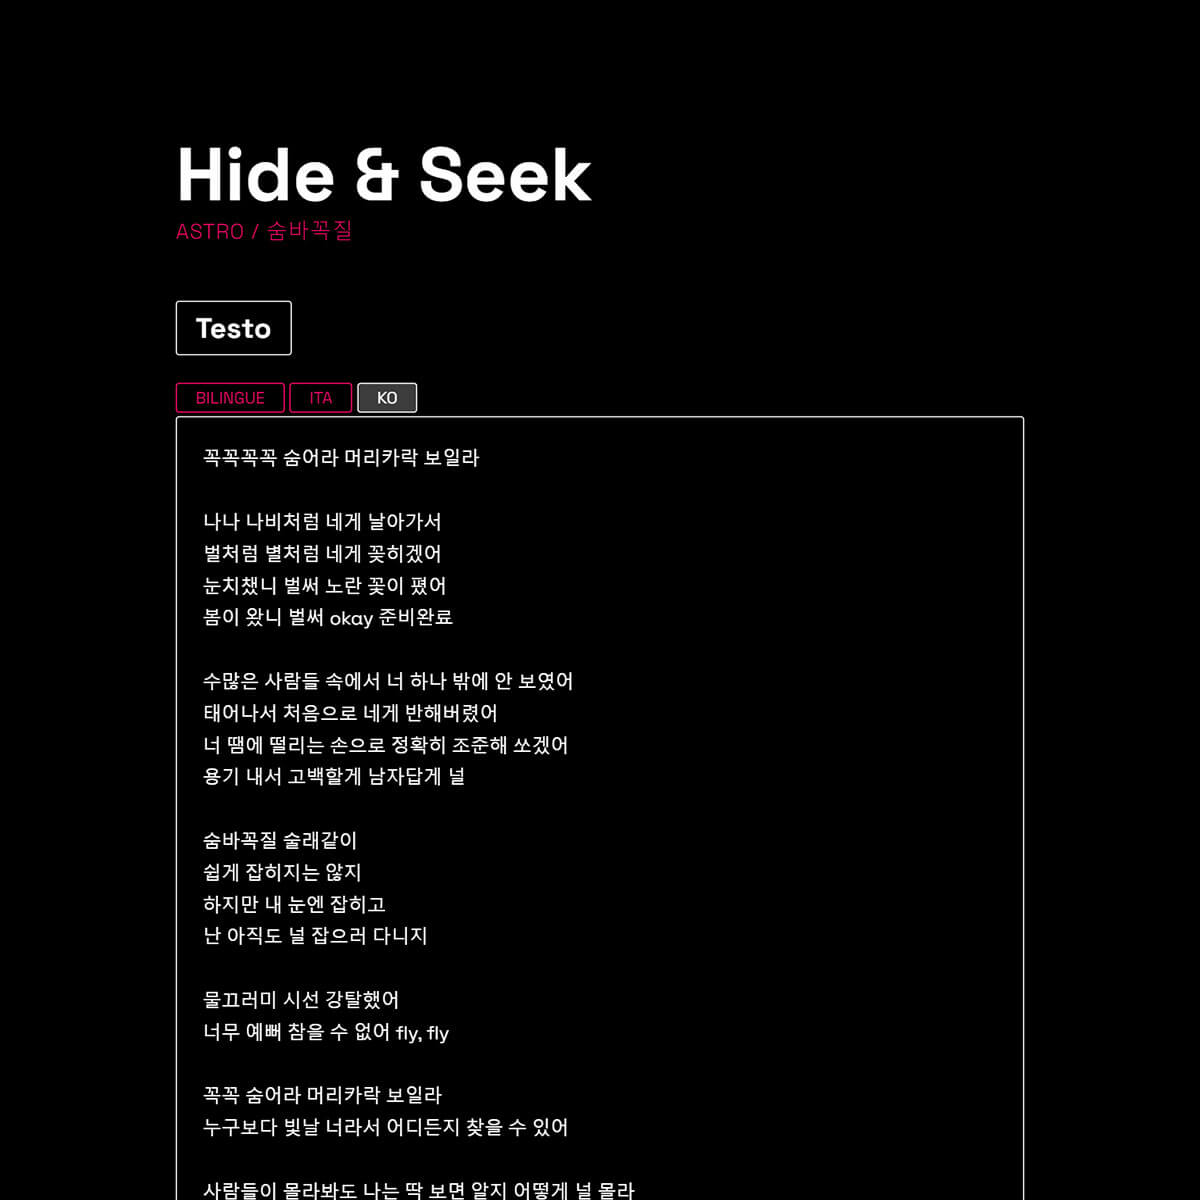 Hide & Seek
ASTRO / 숨바꼭질
Testo
BILINGUE ITA KO
꼭꼭꼭꼭 숨어라 머리카락 보일라
나나 나비처럼 네게 날아가서
벌처럼 별처럼 네게 꽂히겠어
눈치챘니 벌써 노란 꽃이 폈어
봄이 왔니 벌써 okay 준비완료
수많은 사람들 속에서 너 하나 밖에 안 보였어
태어나서 처음으로 네게 반해버렸어
너 땜에 떨리는 손으로 정확히 조준해 쏘겠어
용기 내서 고백할게 남자답게 널
숨바꼭질 술래같이
쉽게 잡히지는 않지
하지만 내 눈엔 잡히고
난 아직도 널 잡으러 다니지
물끄러미 시선 강탈했어
너무 예뻐 참을 수 없어 fly, fly
꼭꼭 숨어라 머리카락 보일라
누구보다 빛날 너라서 어디든지 찾을 수 있어
사람들이 몰라봐도 나는 딱 보면 알지 어떻게 널 몰라